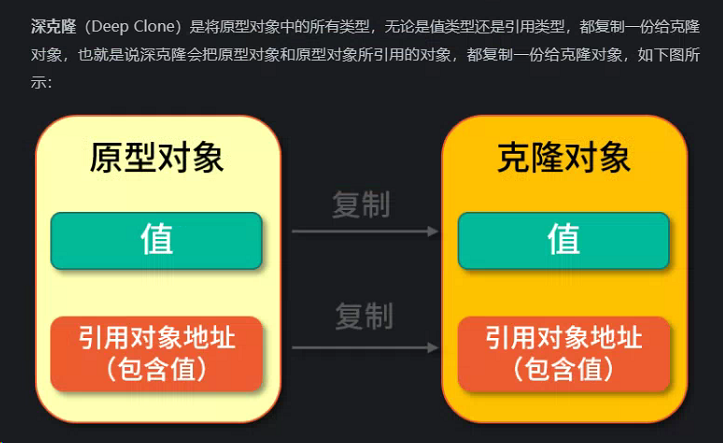 深克隆（Deep Clone）是将原型对象中的所有类型，无论是值类型还是引用类型，都复制一份给克隆
对象，也就是说深克隆会把原型对象和原型对象所引用的对象，都复制一份给克隆对象，如下图所
示：
原型对象
克隆对象
复制
值
值
复制
引用对象地址
（包含值）
引用对象地址
（包含值）